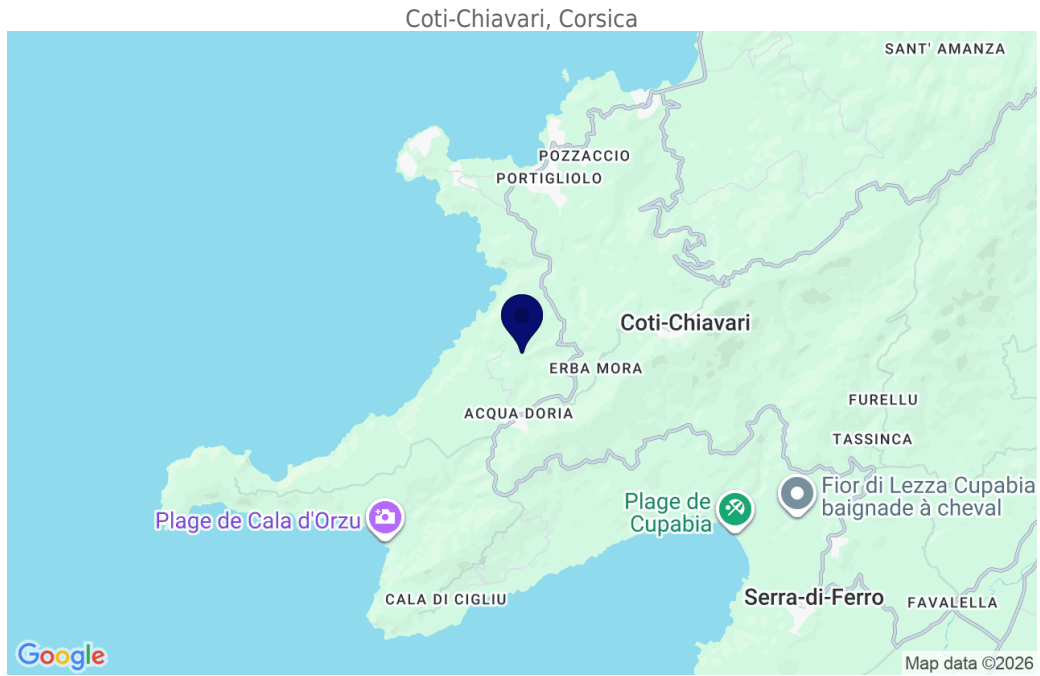 Coti-Chiavari, Corsica
SANT' AMANZA
POZZACCIO
PORTIGLIOLO
Coti-Chiavari
ERBA MORA
FURELLU
ACQUA DORIA
TASSINCA
Fior di Lezza Cupabia
baignade à cheval
Plage de
Cupabia
Plage de Cala d'Orzu
CALA DI CIGLIU
Serra-di-Ferro
FAVALELLA
Google
Map data ©2026